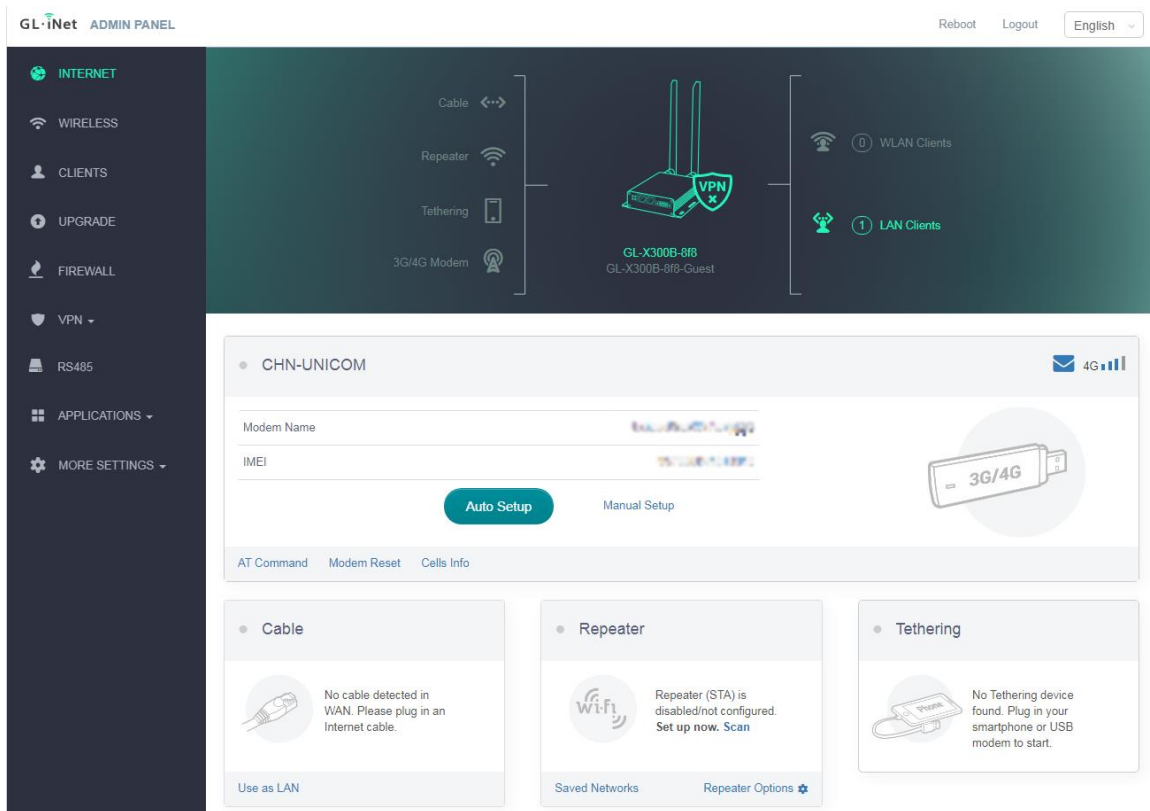 GL·iNet ADMIN PANEL
Reboot Logout English
INTERNET
WIRELESS
CLIENTS
UPGRADE
FIREWALL
VPN
RS485
APPLICATIONS
MORE SETTINGS
Cable
Repeater
Tethering
3G/4G Modem
VPN
GL-X300B-8f8
GL-X300B-8f8-Guest
0 WLAN Clients
1 LAN Clients
CHN-UNICOM
4G
Modem Name
IMEI
Auto Setup Manual Setup
3G/4G
AT Command Modem Reset Cells Info
Cable
No cable detected in
WAN. Please plug in an
Internet cable.
Use as LAN
Repeater
Wi-Fi
Repeater (STA) is
disabled/not configured.
Set up now. Scan
Saved Networks Repeater Options
Tethering
Phone
No Tethering device
found. Plug in your
smartphone or USB
modem to start.